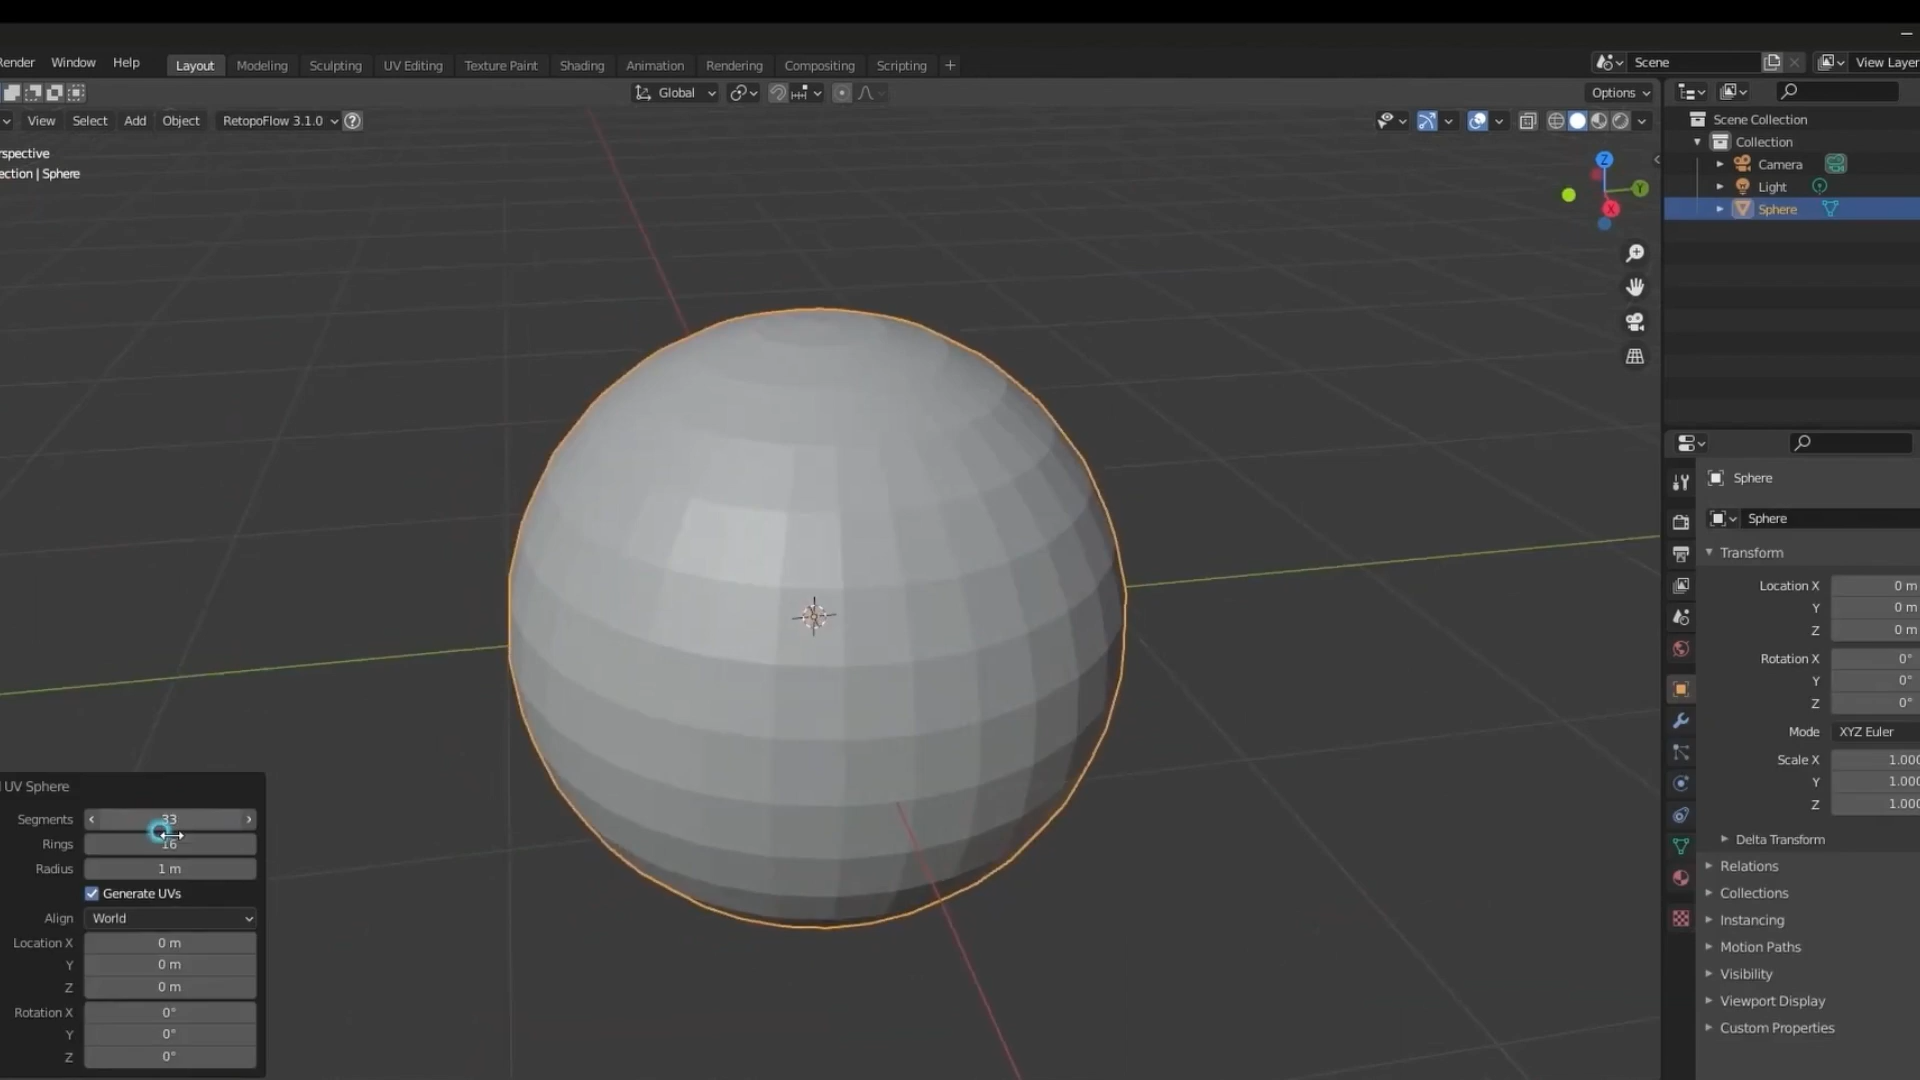 Render Window Help Layout Modeling Sculpting UV Editing Texture Paint Shading Animation Rendering Compositing Scripting + Scene View Layer
Global Options
View Select Add Object RetopoFlow 3.1.0
rspective
ection | Sphere
Z
Y
X
Scene Collection
Collection
Camera
Light
Sphere
Sphere
Sphere
Transform
Location X 0 m
Y 0 m
Z 0 m
Rotation X 0°
Y 0°
Z 0°
Mode XYZ Euler
Scale X 1.000
Y 1.000
Z 1.000
Delta Transform
Relations
Collections
Instancing
Motion Paths
Visibility
Viewport Display
Custom Properties
UV Sphere
Segments 33
Rings 16
Radius 1 m
Generate UVs
Align World
Location X 0 m
Y 0 m
Z 0 m
Rotation X 0°
Y 0°
Z 0°